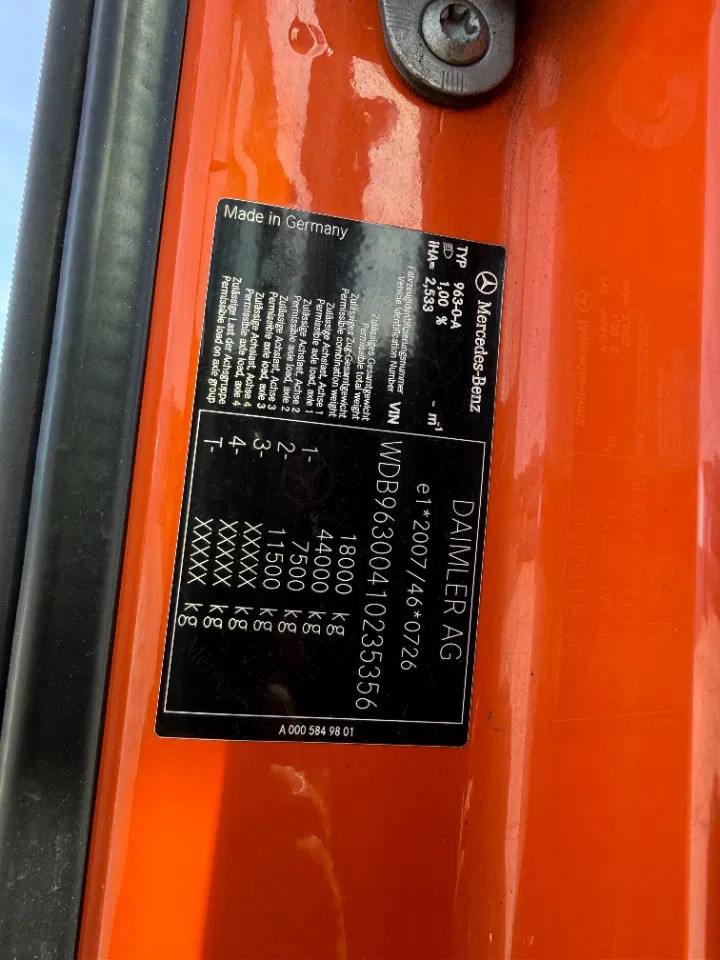 Mercedes-Benz
TYP 963-0-A
1,00 % - m⁻¹
iHA= 2,533
Fahrzeugidentifizierungsnummer
Vehicle Identification Number VIN
Zulässiges Gesamtgewicht
Permissible total weight
Zulässiges Zug-Gesamtgewicht
Permissible combination weight
Zulässige Achslast, Achse 1
Permissible axle load, axle 1
Zulässige Achslast, Achse 2
Permissible axle load, axle 2
Zulässige Achslast, Achse 3
Permissible axle load, axle 3
Zulässige Achslast, Achse 4
Permissible axle load, axle 4
Zulässige Last der Achsgruppe
Permissible load on axle group
Made in Germany
DAIMLER AG
e1*2007/46*0726
WDB96300410235356
18000 kg
44000 kg
1- 7500 kg
2- 11500 kg
3- XXXXX kg
4- XXXXX kg
T- XXXXX kg
A 000 584 98 01